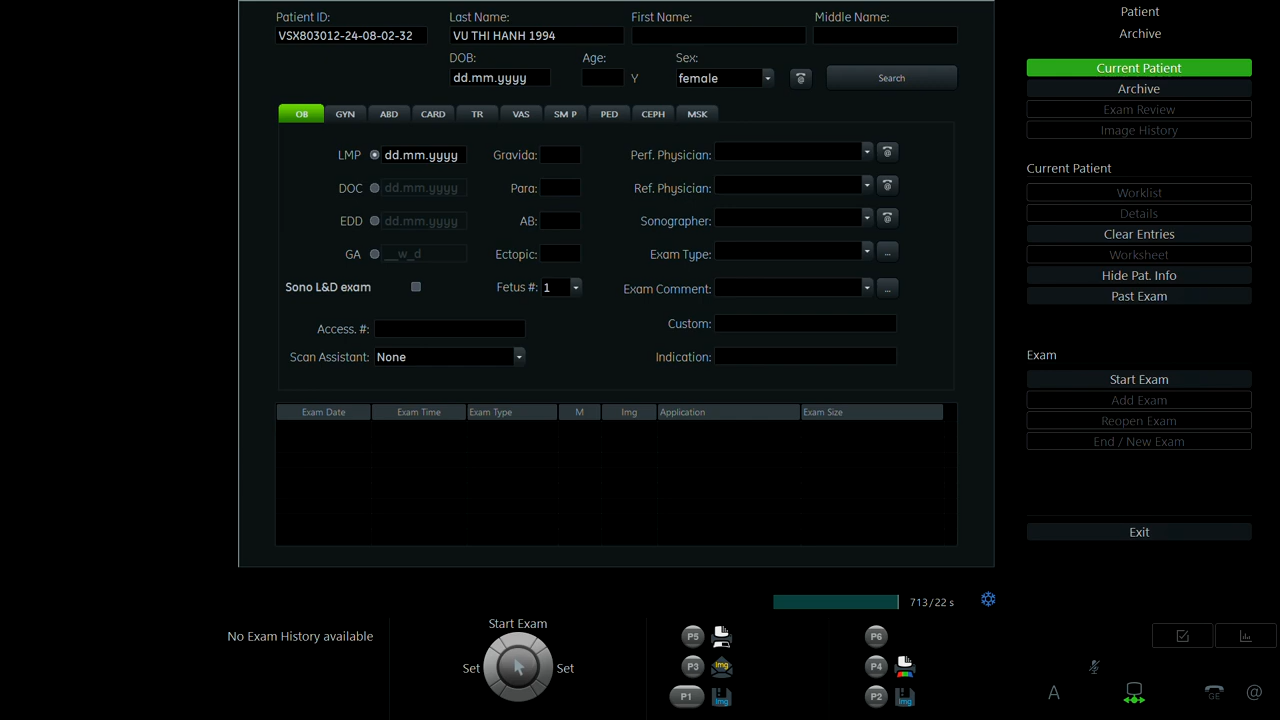 Patient ID: Last Name: First Name: Middle Name:
VSX803012-24-08-02-32 VU THI HANH 1994
DOB: Age: Sex:
dd.mm.yyyy Y female Search
OB GYN ABD CARD TR VAS SM P PED CEPH MSK
LMP dd.mm.yyyy Gravida: Perf. Physician:
DOC dd.mm.yyyy Para: Ref. Physician:
EDD dd.mm.yyyy AB: Sonographer:
GA __w_d Ectopic: Exam Type: ...
Sono L&D exam Fetus #: 1 Exam Comment: ...
Access. #: Custom:
Scan Assistant: None Indication:
Exam Date Exam Time Exam Type M Img Application Exam Size
Patient
Archive
Current Patient
Archive
Exam Review
Image History
Current Patient
Worklist
Details
Clear Entries
Worksheet
Hide Pat. Info
Past Exam
Exam
Start Exam
Add Exam
Reopen Exam
End / New Exam
Exit
713/22 s
No Exam History available
Start Exam
Set Set
P5 P6
P3 Img P4
P1 Img P2 Img
A GE @